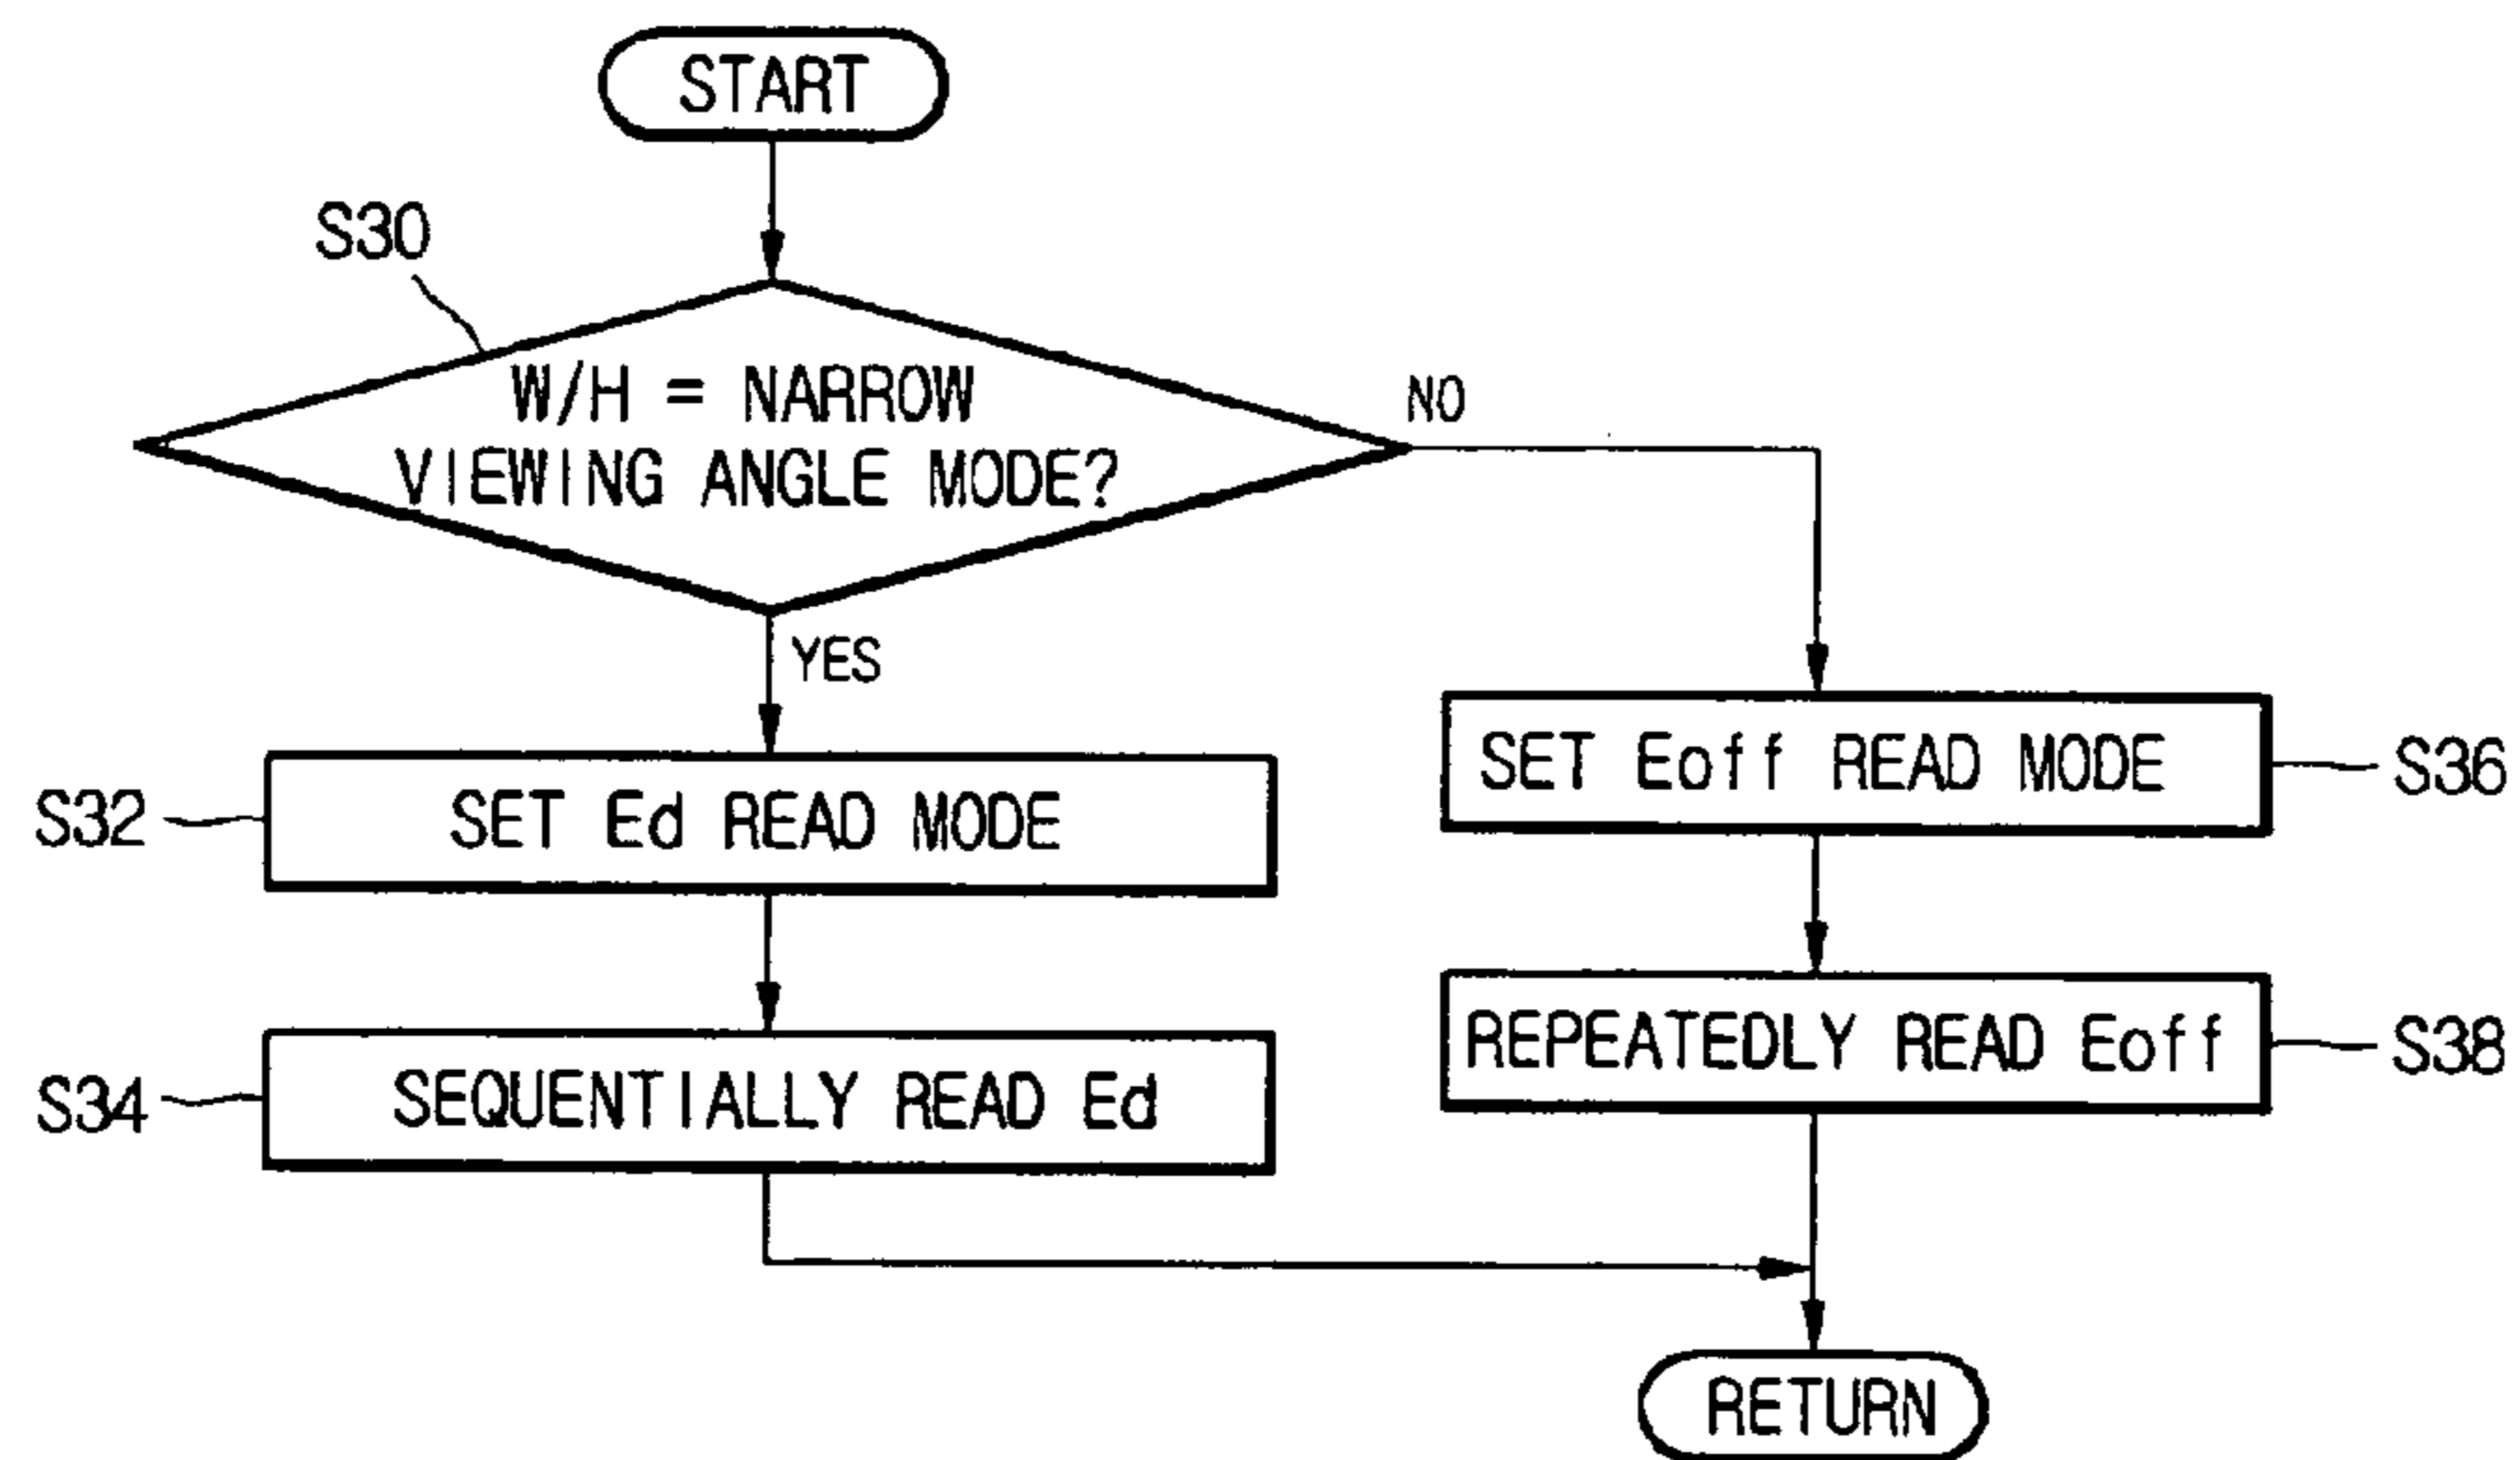 START
S30
W/H = NARROW
VIEWING ANGLE MODE?
NO
YES
SET Eoff READ MODE
S36
S32
SET Ed READ MODE
REPEATEDLY READ Eoff
S38
S34
SEQUENTIALLY READ Ed
RETURN